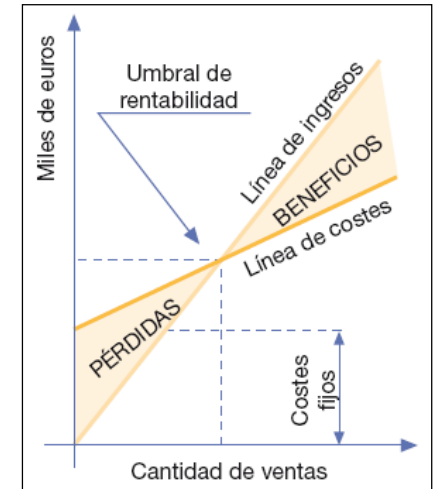 Miles de euros
Umbral de
rentabilidad
Línea de ingresos
BENEFICIOS
Línea de costes
PÉRDIDAS
Costes
fijos
Cantidad de ventas